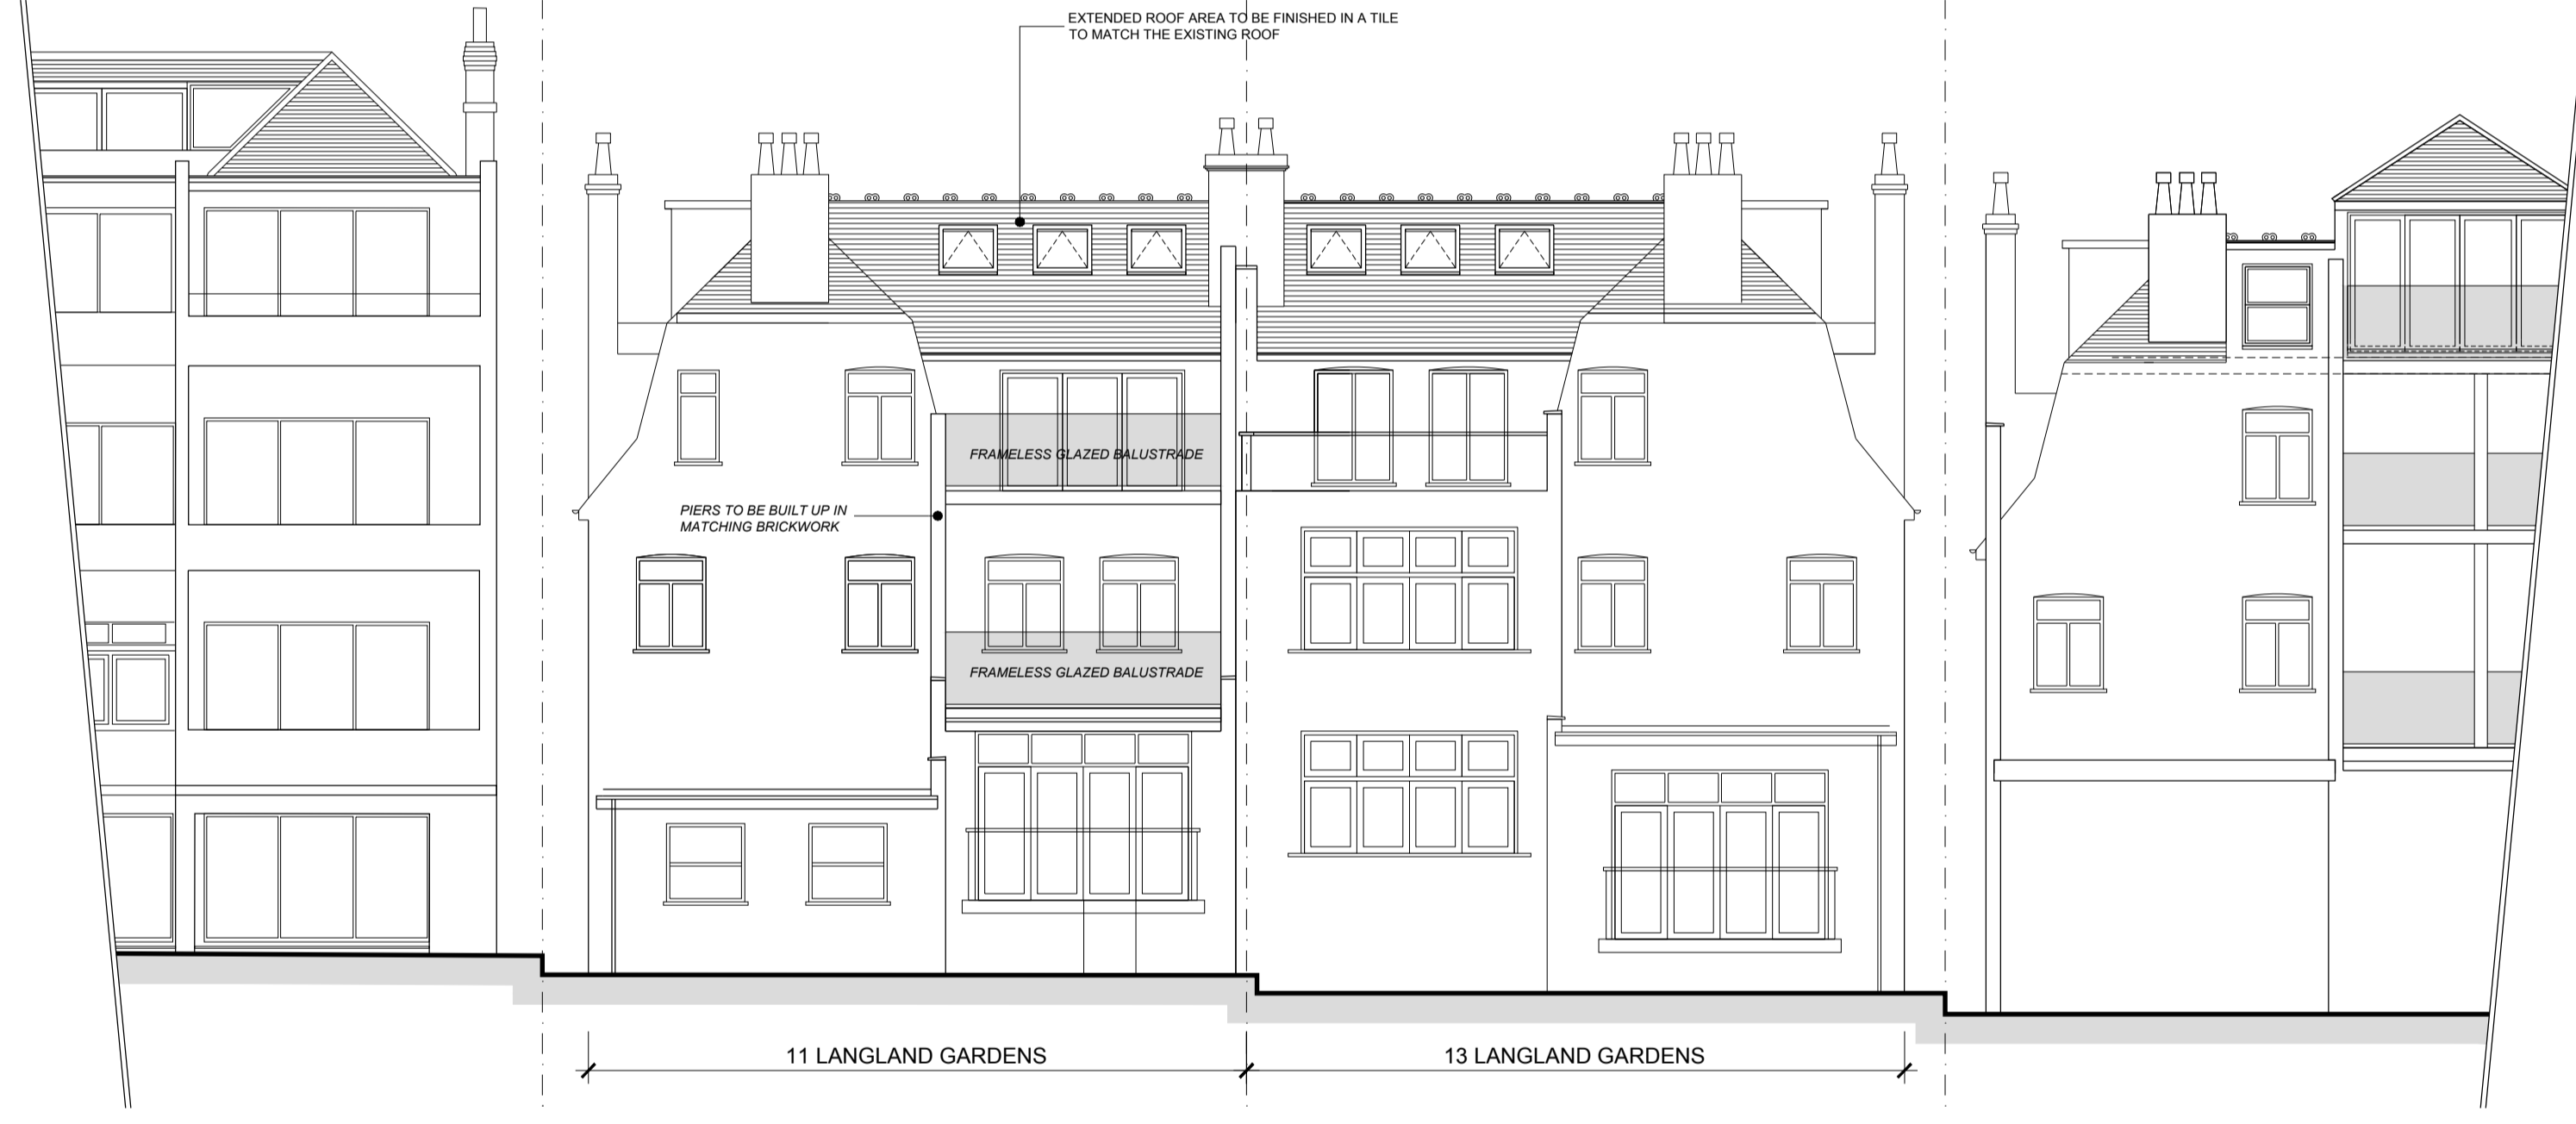 EXTENDED ROOF AREA TO BE FINISHED IN A TILE
TO MATCH THE EXISTING ROOF
FRAMELESS GLAZED BALUSTRADE
PIERS TO BE BUILT UP IN
MATCHING BRICKWORK
FRAMELESS GLAZED BALUSTRADE
11 LANGLAND GARDENS
13 LANGLAND GARDENS